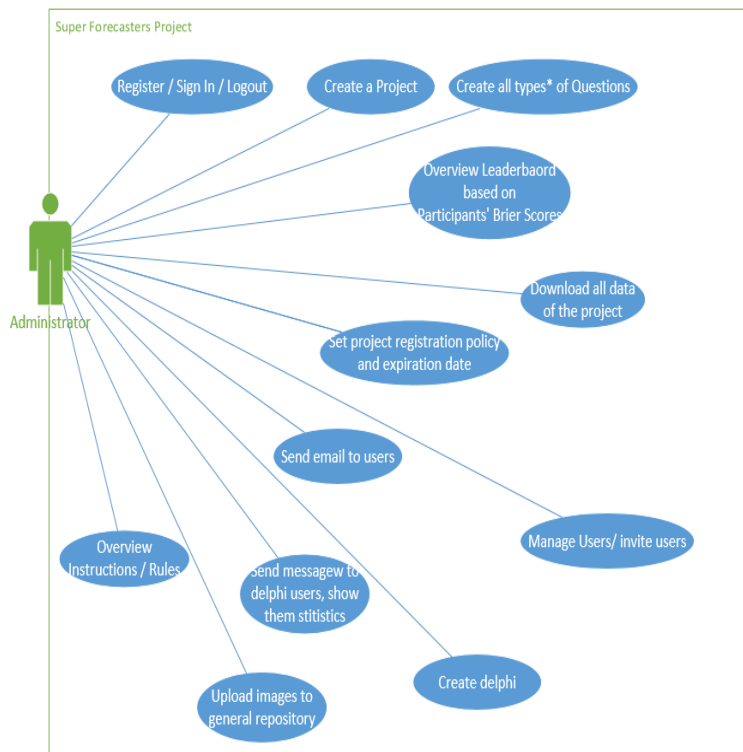 Super Forecasters Project
Register / Sign In / Logout
Create a Project
Create all types* of Questions
Overview Leaderbaord
based on
Participants' Brier Scores
Download all data
of the project
Administrator
Set project registration policy
and expiration date
Send email to users
Manage Users/ invite users
Overview
Instructions / Rules
Send messagew to
delphi users, show
them stitistics
Create delphi
Upload images to
general repository